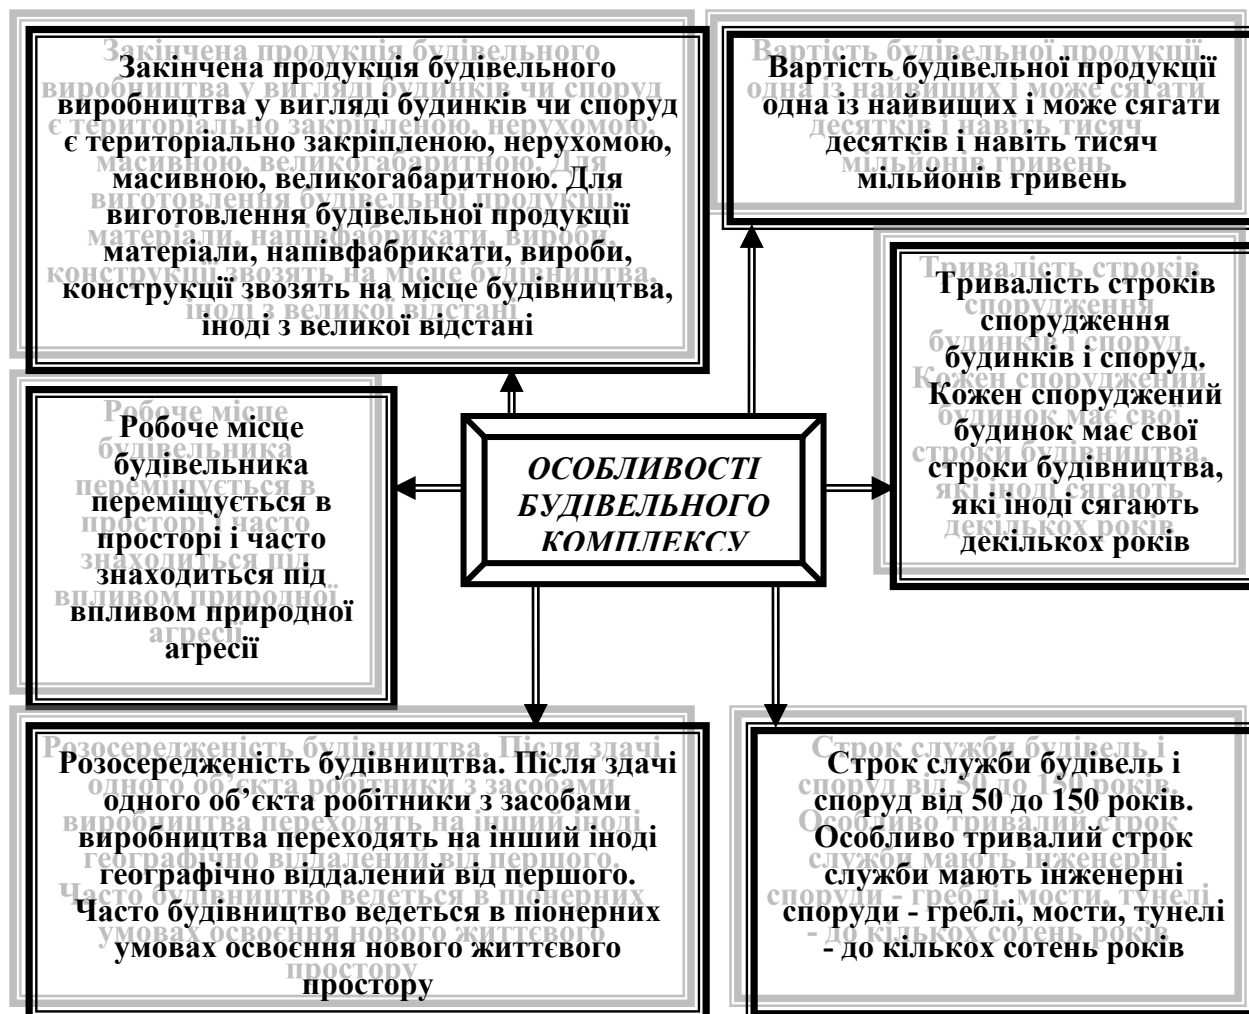 Закінчена продукція будівельного
виробництва у вигляді будинків чи споруд
є територіально закріпленою, нерухомою,
масивною, великогабаритною. Для
виготовлення будівельної продукції
матеріали, напівфабрикати, вироби,
конструкції звозять на місце будівництва,
іноді з великої відстані
Вартість будівельної продукції
одна із найвищих і може сягати
десятків і навіть тисяч
мільйонів гривень
Тривалість строків
спорудження
будинків і споруд.
Кожен споруджений
будинок має свої
строки будівництва,
які іноді сягають
декількох років
Робоче місце
будівельника
переміщується в
просторі і часто
знаходиться під
впливом природної
агресії
ОСОБЛИВОСТІ
БУДІВЕЛЬНОГО
КОМПЛЕКСУ
Розосередженість будівництва. Після здачі
одного об’єкта робітники з засобами
виробництва переходять на інший іноді
географічно віддалений від першого.
Часто будівництво ведеться в піонерних
умовах освоєння нового життєвого
простору
Строк служби будівель і
споруд від 50 до 150 років.
Особливо тривалий строк
служби мають інженерні
споруди - греблі, мости, тунелі
- до кількох сотень років